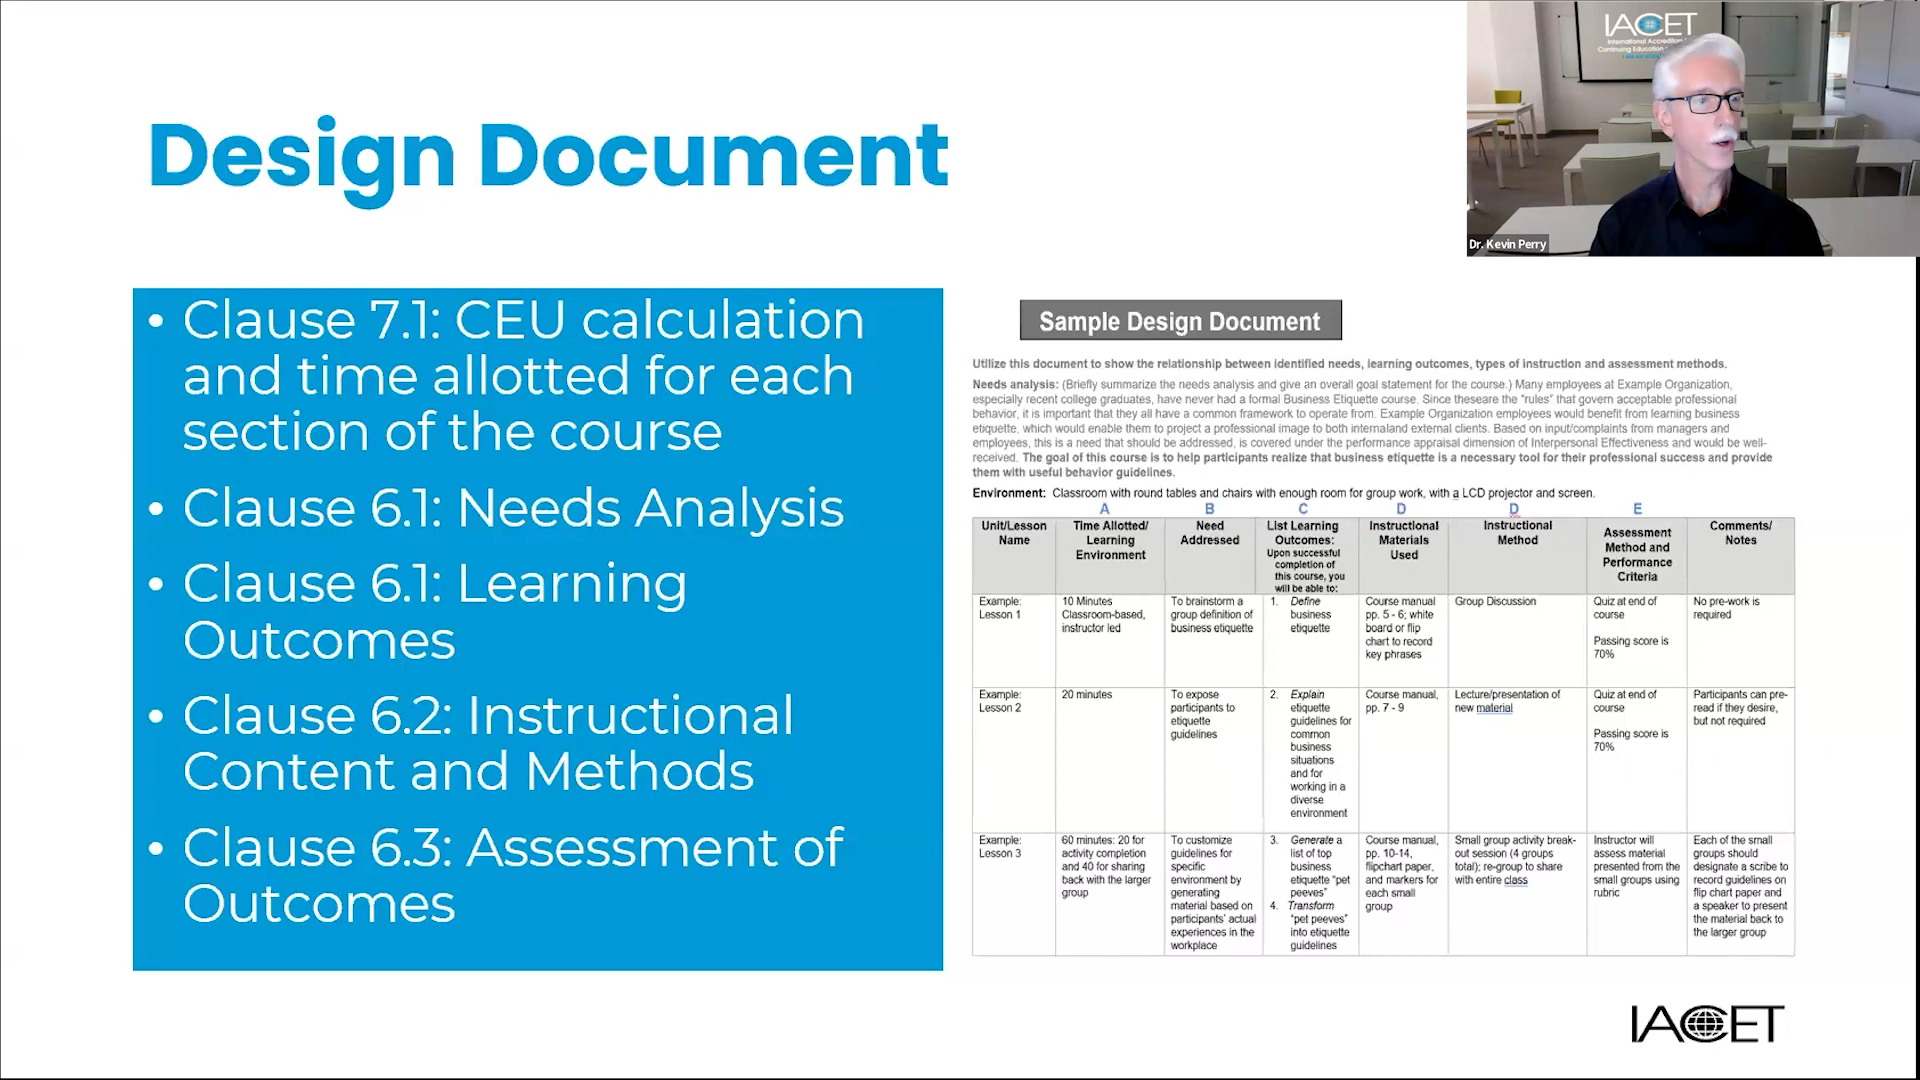 IACET
International Accredit
Continuing Education
Dr. Kevin Perry
Design Document
• Clause 7.1: CEU calculation
and time allotted for each
section of the course
• Clause 6.1: Needs Analysis
• Clause 6.1: Learning
Outcomes
• Clause 6.2: Instructional
Content and Methods
• Clause 6.3: Assessment of
Outcomes
Sample Design Document
Utilize this document to show the relationship between identified needs, learning outcomes, types of instruction and assessment methods.
Needs analysis: (Briefly summarize the needs analysis and give an overall goal statement for the course.) Many employees at Example Organization,
especially recent college graduates, have never had a formal Business Etiquette course. Since theseare the "rules" that govern acceptable professional
behavior, it is important that they all have a common framework to operate from. Example Organization employees would benefit from learning business
etiquette, which would enable them to project a professional image to both internaland external clients. Based on input/complaints from managers and
employees, this is a need that should be addressed, is covered under the performance appraisal dimension of Interpersonal Effectiveness and would be well-
received. The goal of this course is to help participants realize that business etiquette is a necessary tool for their professional success and provide
them with useful behavior guidelines.
Environment: Classroom with round tables and chairs with enough room for group work, with a LCD projector and screen.
A B C D D E
Unit/Lesson
Name
Time Allotted/
Learning
Environment
Need
Addressed
List Learning
Outcomes:
Upon successful
completion of
this course, you
will be able to:
Instructional
Materials
Used
Instructional
Method
Assessment
Method and
Performance
Criteria
Comments/
Notes
Example:
Lesson 1
10 Minutes
Classroom-based,
instructor led
To brainstorm a
group definition of
business etiquette
1. Define
business
etiquette
Course manual
pp. 5 - 6; white
board or flip
chart to record
key phrases
Group Discussion
Quiz at end of
course
Passing score is
70%
No pre-work is
required
Example:
Lesson 2
20 minutes
To expose
participants to
etiquette
guidelines
2. Explain
etiquette
guidelines for
common
business
situations
and for
working in a
diverse
environment
Course manual,
pp. 7 - 9
Lecture/presentation of
new material
Quiz at end of
course
Passing score is
70%
Participants can pre-
read if they desire,
but not required
Example:
Lesson 3
60 minutes: 20 for
activity completion
and 40 for sharing
back with the larger
group
To customize
guidelines for
specific
environment by
generating
material based on
participants' actual
experiences in the
workplace
3. Generate a
list of top
business
etiquette "pet
peeves"
4. Transform
"pet peeves"
into etiquette
guidelines
Course manual,
pp. 10-14,
flipchart paper,
and markers for
each small
group
Small group activity break-
out session (4 groups
total); re-group to share
with entire class
Instructor will
assess material
presented from the
small groups using
rubric
Each of the small
groups should
designate a scribe to
record guidelines on
flip chart paper and
a speaker to present
the material back to
the larger group
IACET